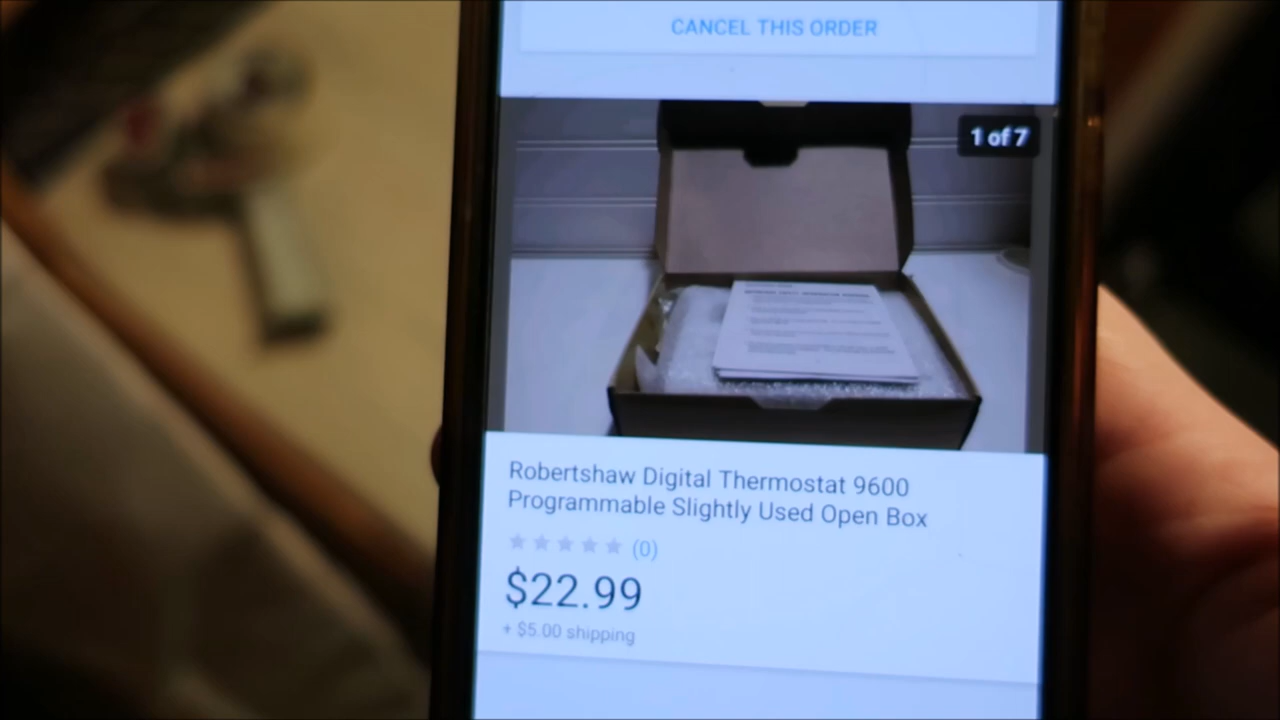 CANCEL THIS ORDER
1 of 7
Robertshaw Digital Thermostat 9600
Programmable Slightly Used Open Box
(0)
$22.99
+ $5.00 shipping